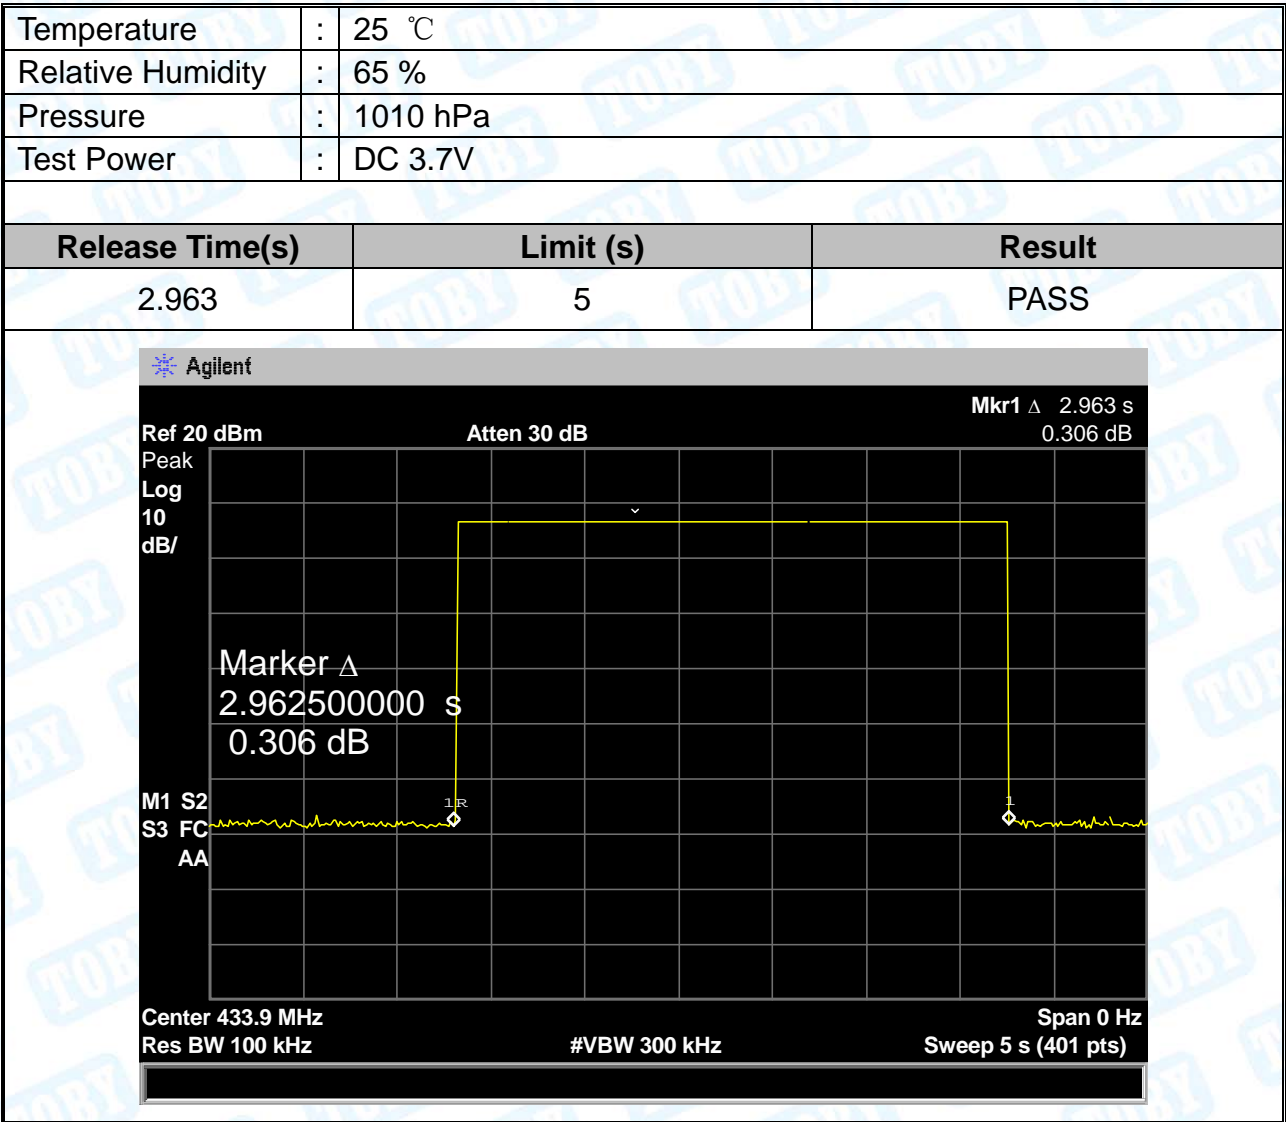 Temperature : 25 ℃
Relative Humidity : 65 %
Pressure : 1010 hPa
Test Power : DC 3.7V
Release Time(s) Limit (s) Result
2.963 5 PASS
Agilent
Mkr1 Δ 2.963 s
Ref 20 dBm Atten 30 dB 0.306 dB
Peak
Log
10
dB/
Marker Δ
2.962500000 s
0.306 dB
M1 S2
1R 1
S3 FC
AA
Center 433.9 MHz Span 0 Hz
Res BW 100 kHz #VBW 300 kHz Sweep 5 s (401 pts)
TOBY